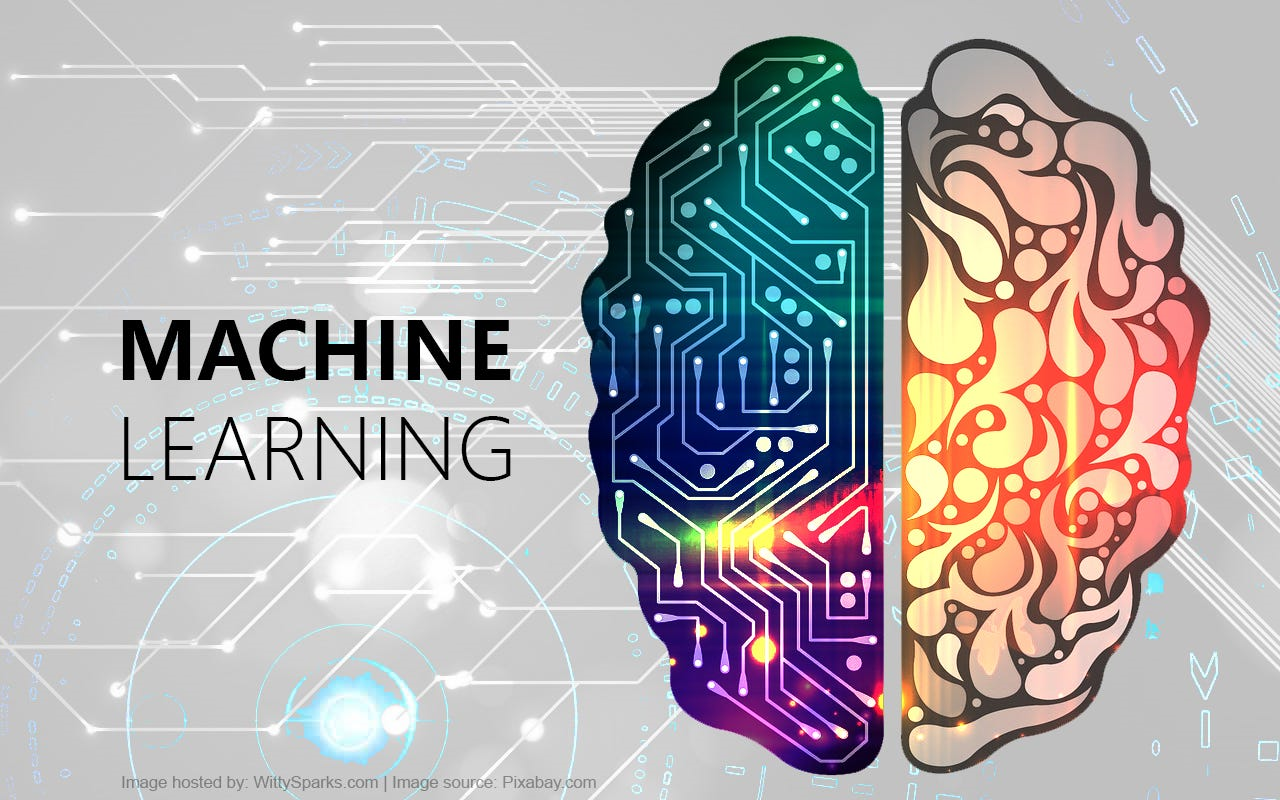 MACHINE
LEARNING
Image hosted by: WittySparks.com | Image source: Pixabay.com